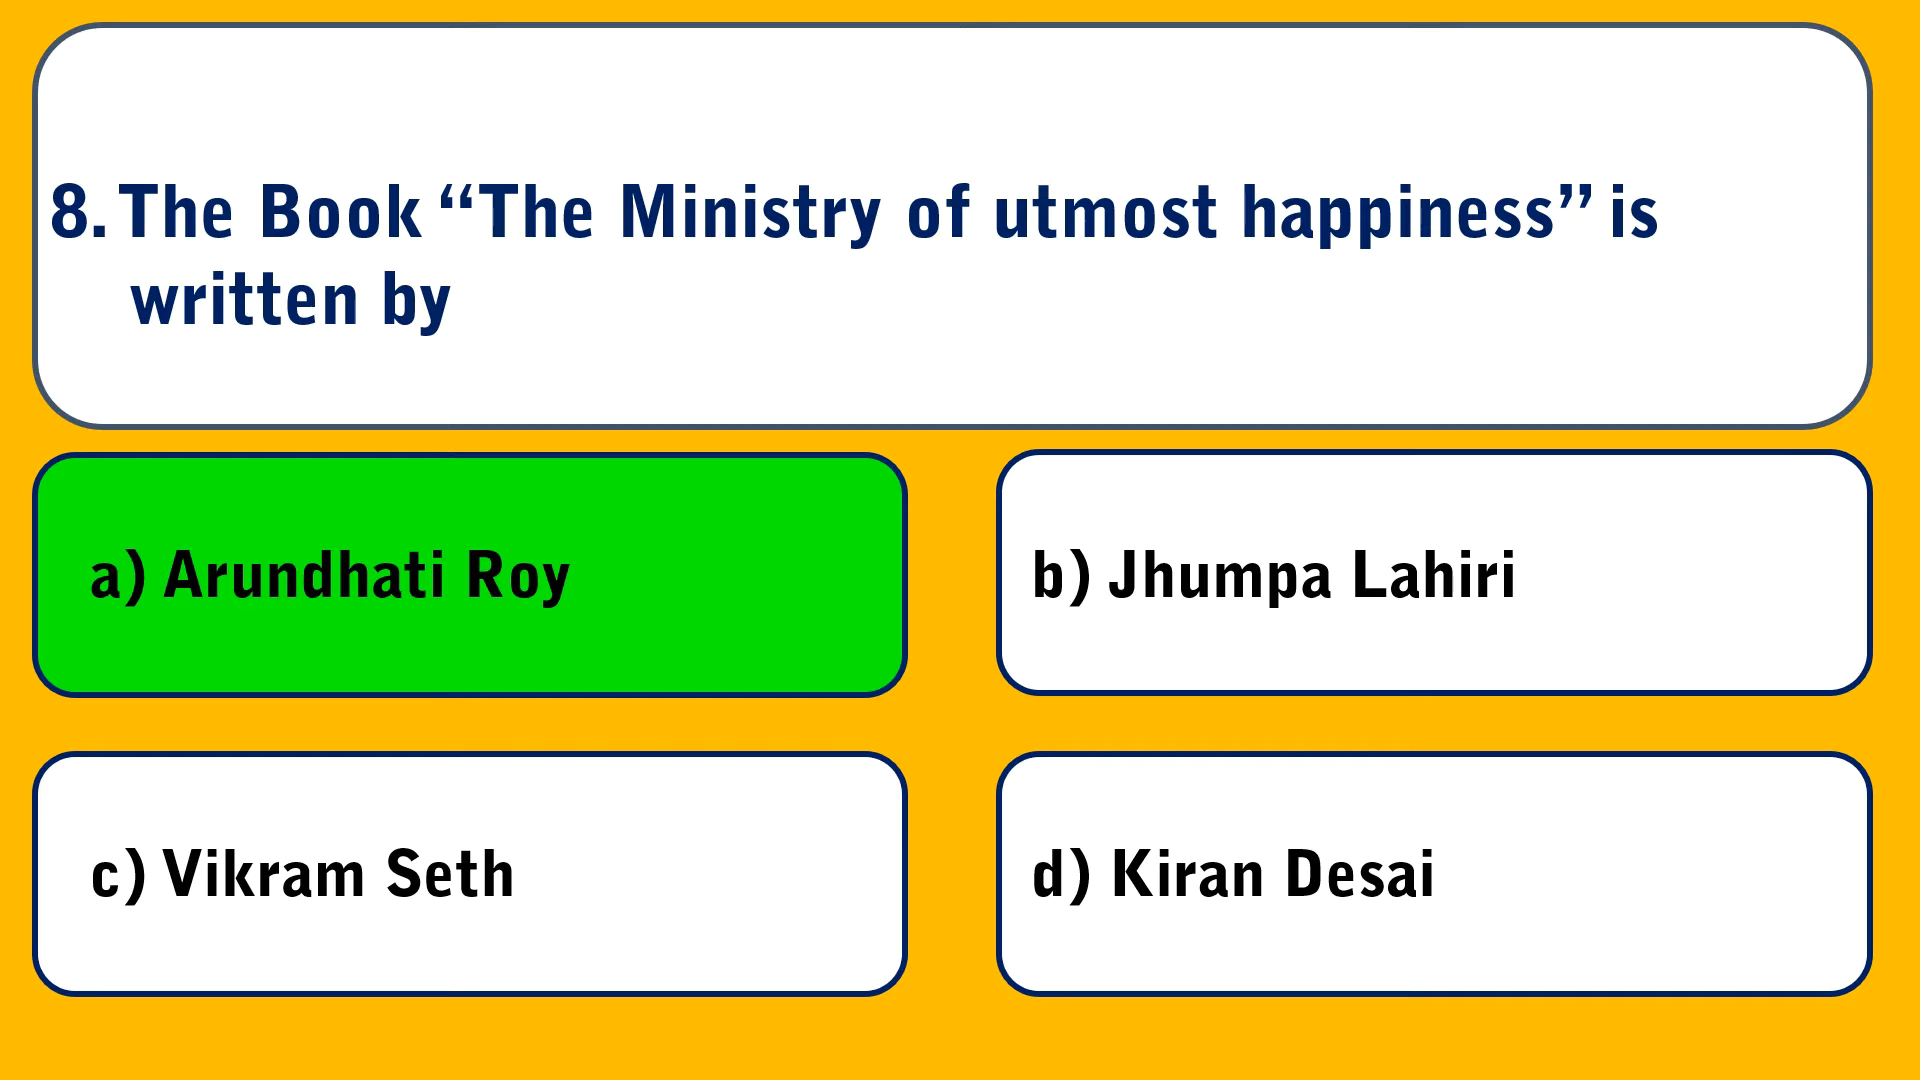 8. The Book “The Ministry of utmost happiness” is
written by
a) Arundhati Roy
b) Jhumpa Lahiri
c) Vikram Seth
d) Kiran Desai